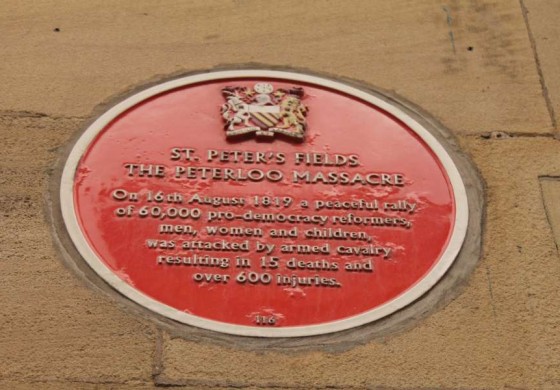 ST. PETER'S FIELDS.
THE PETERLOO MASSACRE
On 16th August 1819 a peaceful rally
of 60,000 pro-democracy reformers,
men, women and children,
was attacked by armed cavalry
resulting in 15 deaths and
over 600 injuries.
416